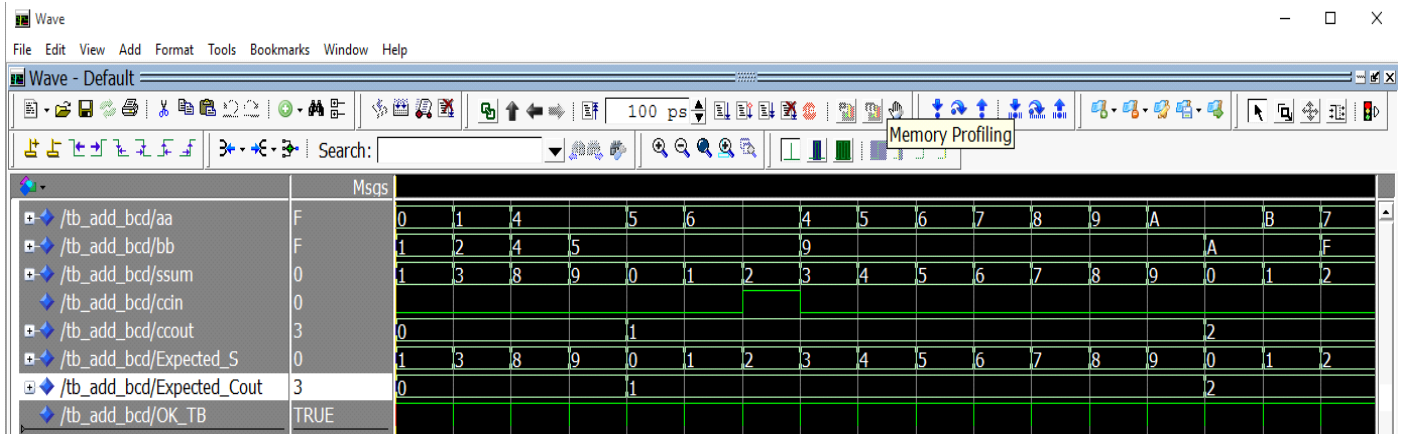 Wave
File Edit View Add Format Tools Bookmarks Window Help
Wave - Default
100 ps
Memory Profiling
Search:
Msgs
/tb_add_bcd/aa F 0 1 4 5 6 4 5 6 7 8 9 A B 7
/tb_add_bcd/bb F 1 2 4 5 9 A F
/tb_add_bcd/ssum 0 1 3 8 9 0 1 2 3 4 5 6 7 8 9 0 1 2
/tb_add_bcd/ccin 0
/tb_add_bcd/ccout 3 0 1 2
/tb_add_bcd/Expected_S 0 1 3 8 9 0 1 2 3 4 5 6 7 8 9 0 1 2
/tb_add_bcd/Expected_Cout 3 0 1 2
/tb_add_bcd/OK_TB TRUE